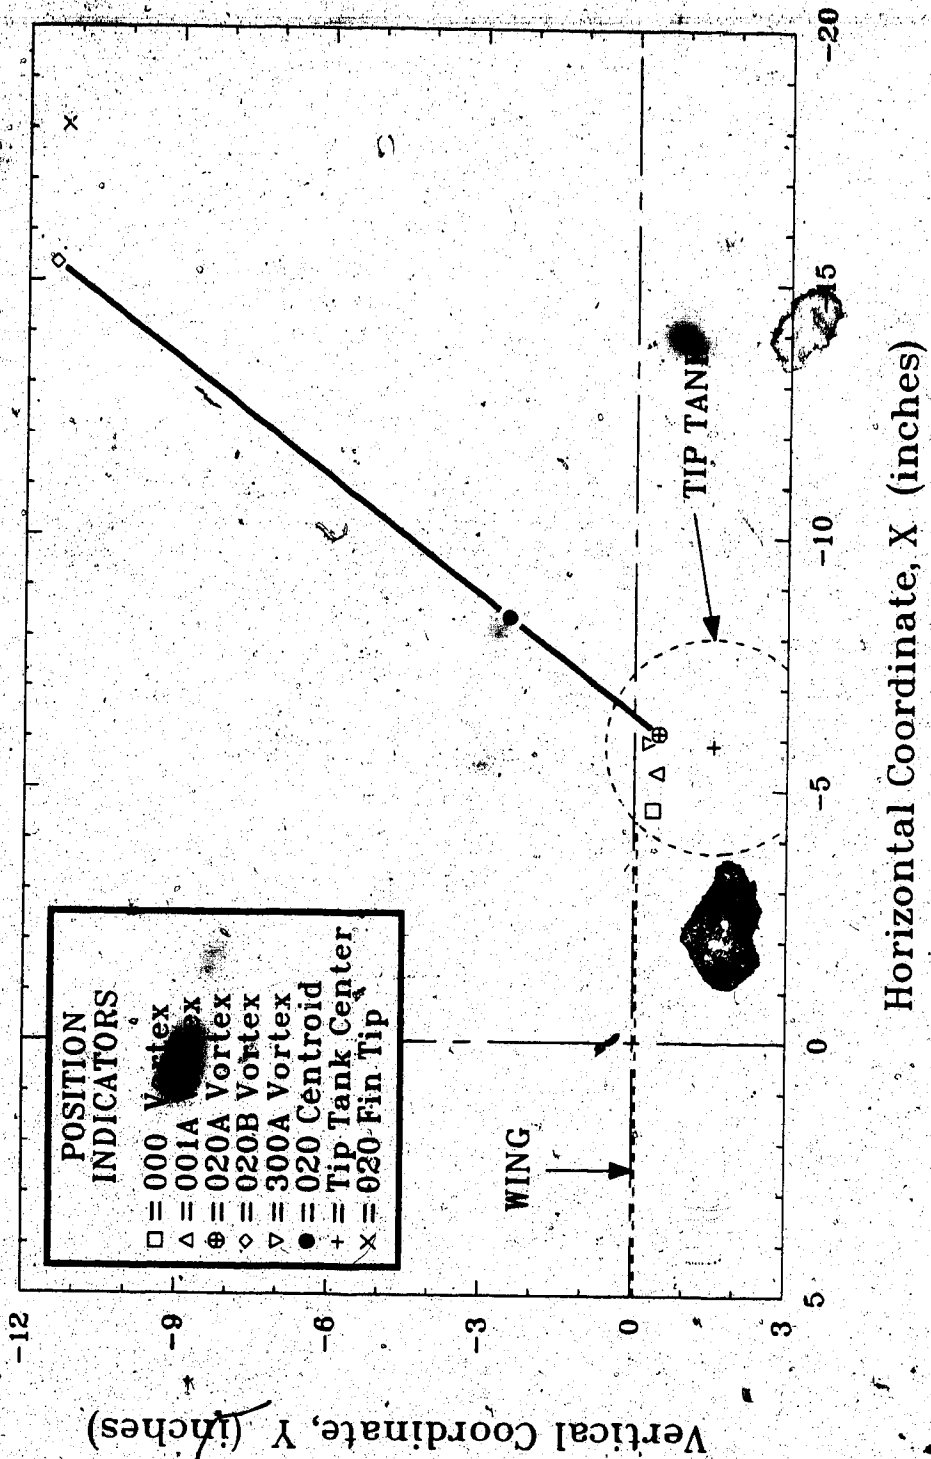 POSITION
INDICATORS
□ = 000 Vortex
△ = 001A Vortex
⊕ = 020A Vortex
◇ = 020B Vortex
▽ = 300A Vortex
● = 020 Centroid
+ = Tip Tank Center
× = 020 Fin Tip
WING
TIP TANK
-12
-9
-6
-3
0
3
5
0
-5
-10
-15
-20
Vertical Coordinate, Y (inches)
Horizontal Coordinate, X (inches)